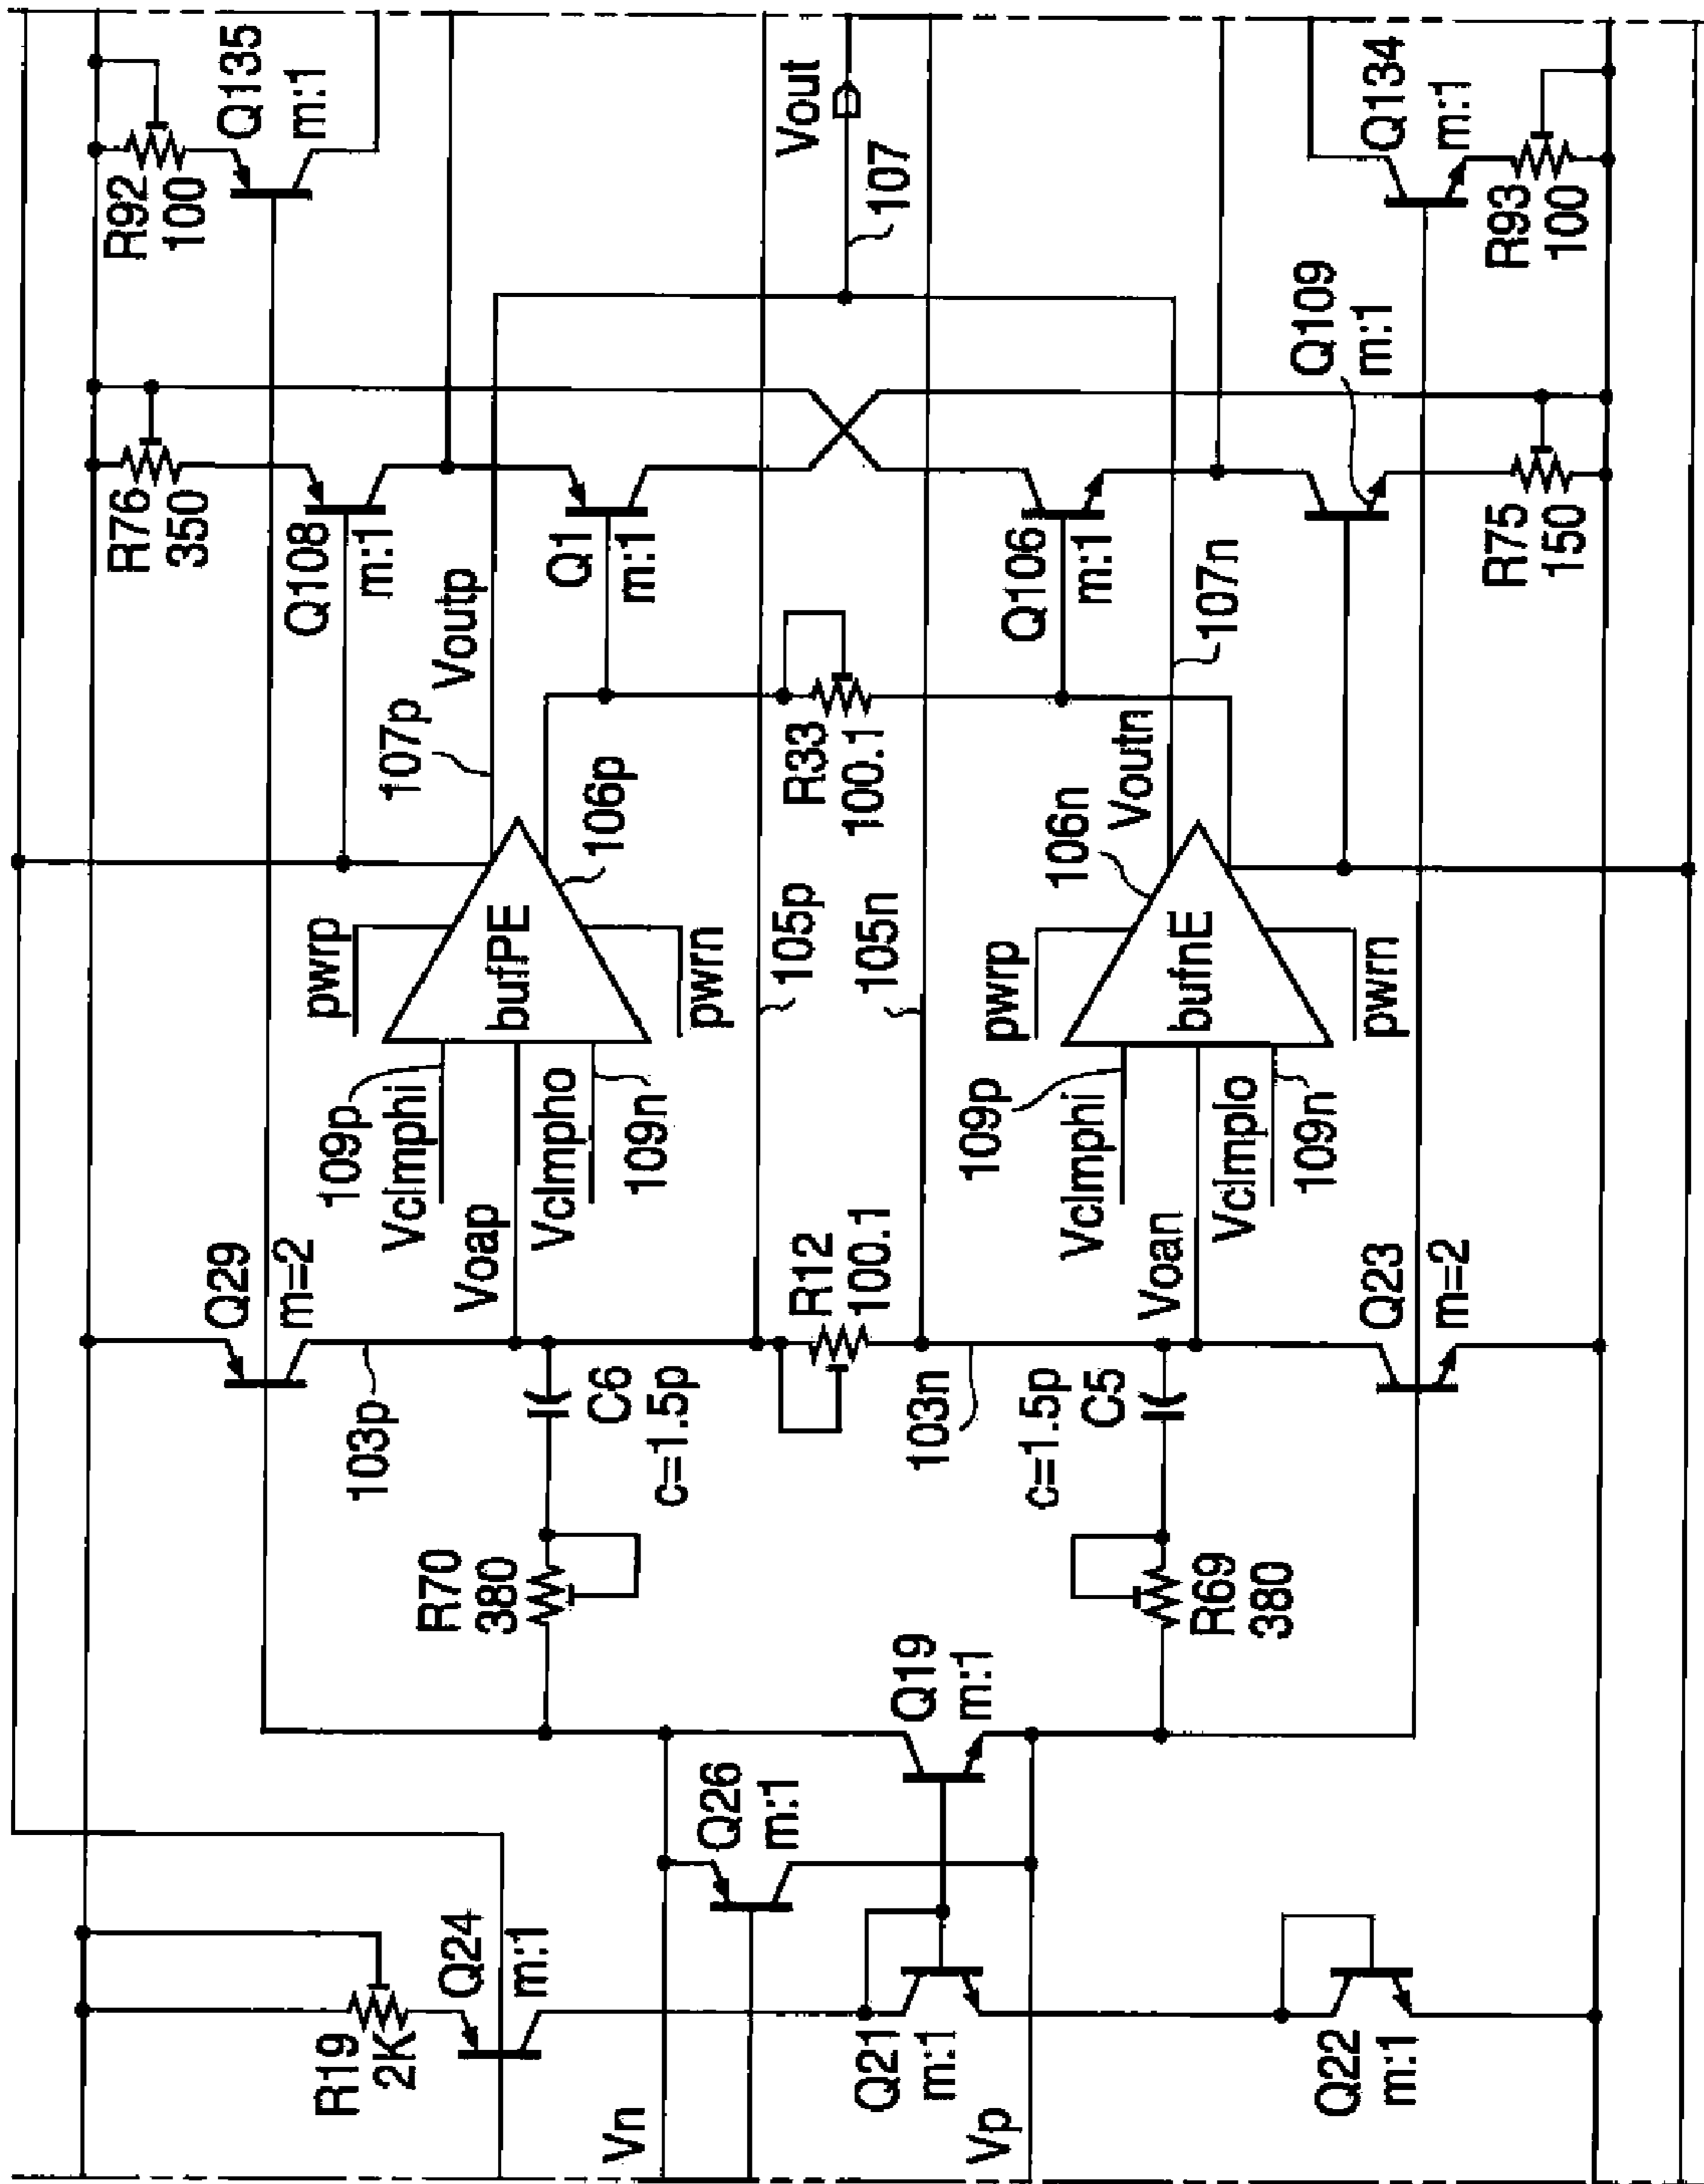 R92
100
Q135
m:1
Vout
107
Q134
m:1
R93
100
R76
350
Q108
m:1
Q1
m:1
Q106
m:1
Q109
m:1
R75
150
107p
Voutp
106p
R33
100.1
107n
Voutn
106n
pwrp
bufPE
pwrn
105p
105n
pwrp
bufnE
pwrn
109p
Vclmphi
Voap
Vclmpho
109n
109p
Vclmphi
Voan
Vclmplo
109n
Q29
m=2
103p
C6
c=1.5p
R12
100.1
103n
c=1.5p
C5
Q23
m=2
R70
380
R69
380
Q19
m:1
Q26
m:1
R19
2K
Q24
m:1
Q21
m:1
Q22
m:1
Vn
Vp